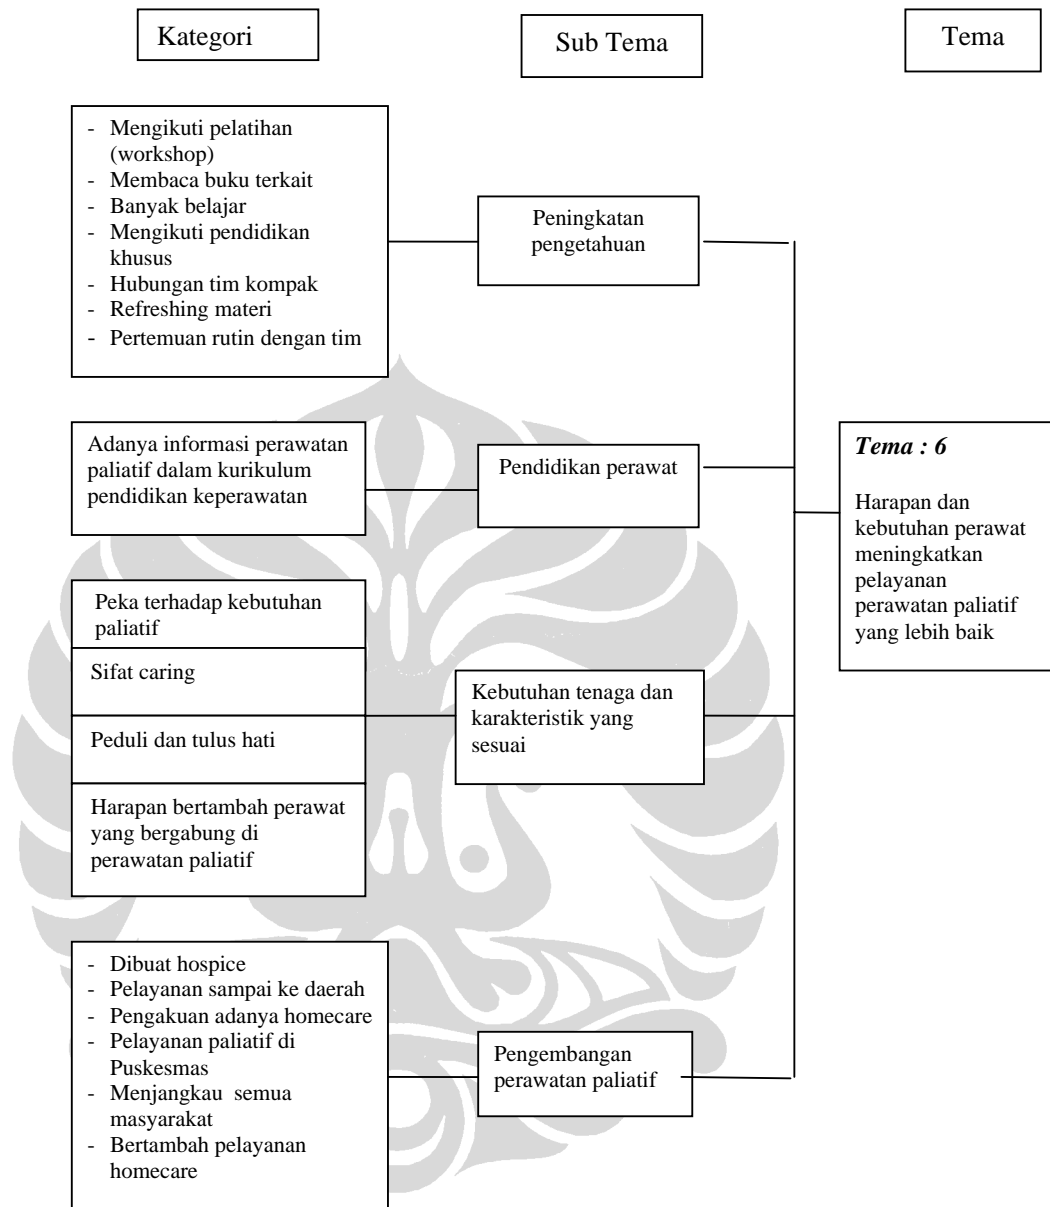 Kategori
Sub Tema
Tema
- Mengikuti pelatihan
(workshop)
- Membaca buku terkait
- Banyak belajar
- Mengikuti pendidikan
khusus
- Hubungan tim kompak
- Refreshing materi
- Pertemuan rutin dengan tim
Peningkatan
pengetahuan
Adanya informasi perawatan
paliatif dalam kurikulum
pendidikan keperawatan
Pendidikan perawat
Peka terhadap kebutuhan
paliatif
Sifat caring
Peduli dan tulus hati
Harapan bertambah perawat
yang bergabung di
perawatan paliatif
Kebutuhan tenaga dan
karakteristik yang
sesuai
- Dibuat hospice
- Pelayanan sampai ke daerah
- Pengakuan adanya homecare
- Pelayanan paliatif di
Puskesmas
- Menjangkau semua
masyarakat
- Bertambah pelayanan
homecare
Pengembangan
perawatan paliatif
Tema : 6
Harapan dan
kebutuhan perawat
meningkatkan
pelayanan
perawatan paliatif
yang lebih baik